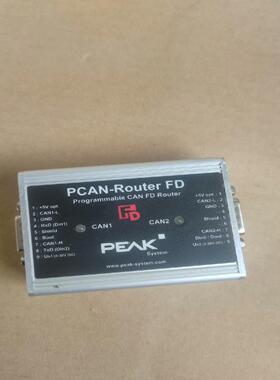 PCAN-Router FD
Programmable CAN FD Router
1 : +5V opt
2 : CAN1-L
3 : GND
4 : RxD (Din1)
5 : Shield
6 : Boot
7 : CAN1-H
8 : TxD (Din2)
FD
CAN1
CAN2
+5V opt : 1
CAN2-L : 2
GND : 3
CAN2-H : 7
PEAK
System
www.peak-system.com